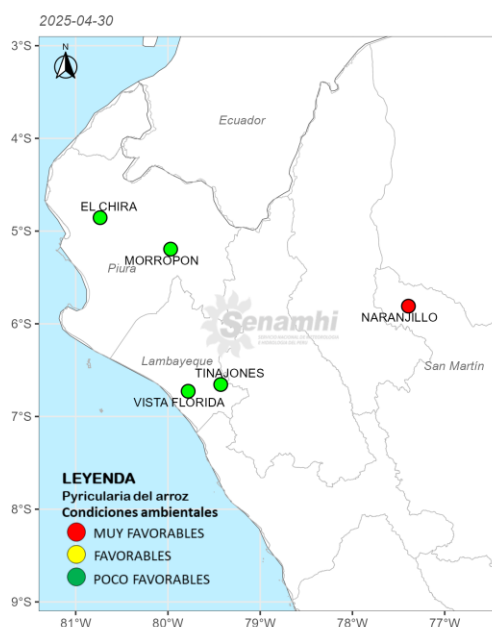 2025-04-30
3°S
N
Ecuador
4°S
EL CHIRA
5°S
MORROPON
Piura
NARANJILLO
6°S
Senamhi
Lambayeque
San Martín
TINAJONES
VISTA FLORIDA
7°S
LEYENDA
Pyricularia del arroz
Condiciones ambientales
MUY FAVORABLES
FAVORABLES
POCO FAVORABLES
8°S
9°S
81°W 80°W 79°W 78°W 77°W